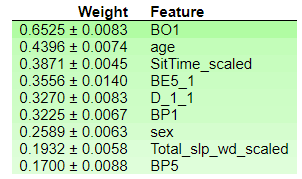 Weight Feature
0.6525 ± 0.0083 BO1
0.4396 ± 0.0074 age
0.3871 ± 0.0045 SitTime_scaled
0.3556 ± 0.0140 BE5_1
0.3270 ± 0.0083 D_1_1
0.3225 ± 0.0067 BP1
0.2589 ± 0.0063 sex
0.1932 ± 0.0058 Total_slp_wd_scaled
0.1700 ± 0.0088 BP5